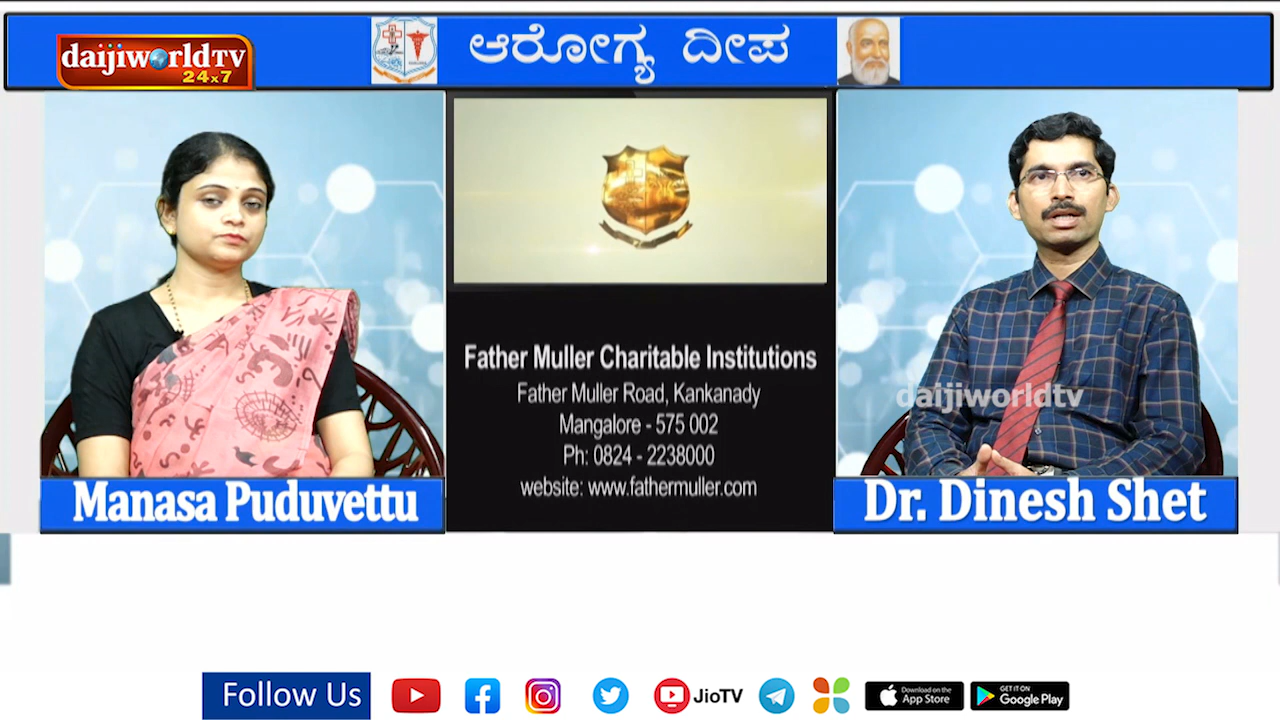 daijiworldTV
24x7
ಆರೋಗ್ಯ ದೀಪ
Father Muller Charitable Institutions
Father Muller Road, Kankanady
Mangalore - 575 002
Ph: 0824 - 2238000
website: www.fathermuller.com
daijiworldtv
Manasa Puduvettu
Dr. Dinesh Shet
Follow Us
JioTV
Download on the
App Store
GET IT ON
Google Play